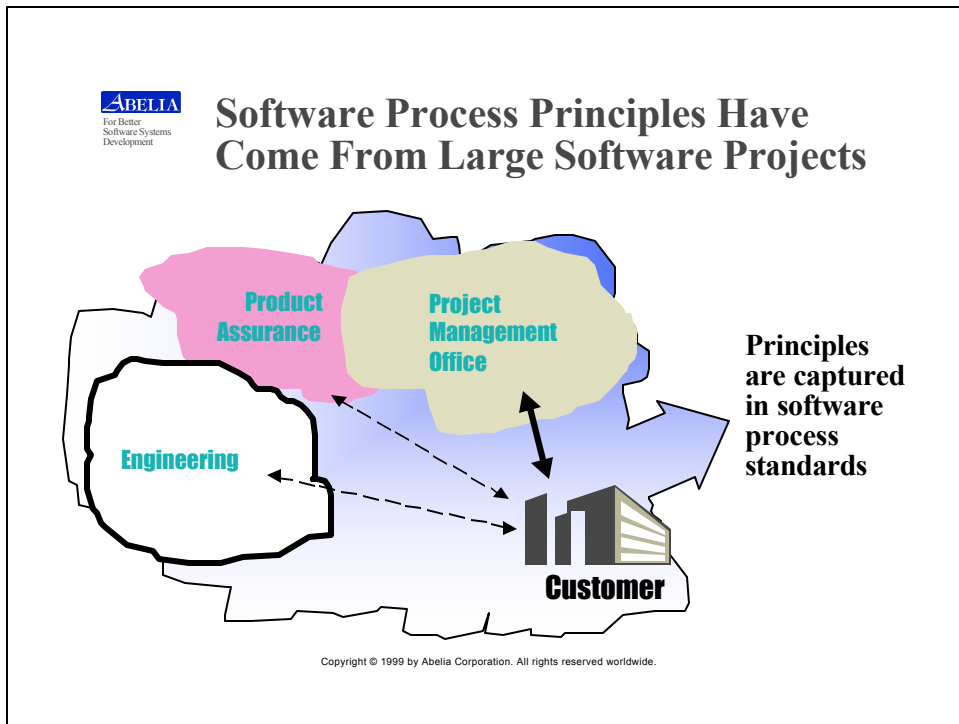 ABELIA
For Better
Software Systems
Development
Software Process Principles Have
Come From Large Software Projects
Product
Assurance
Project
Management
Office
Engineering
Customer
Principles
are captured
in software
process
standards
Copyright © 1999 by Abelia Corporation. All rights reserved worldwide.